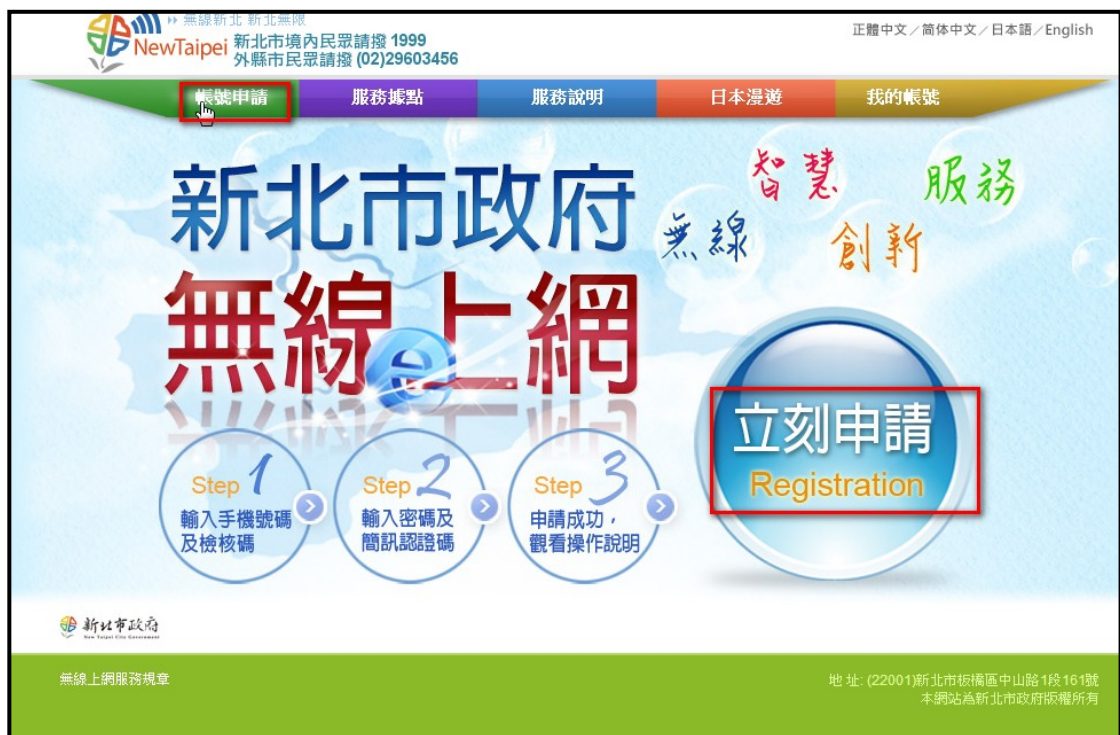 無線新北 新北無限
NewTaipei
新北市境內民眾請撥 1999
外縣市民眾請撥 (02)29603456
正體中文／简体中文／日本語／English
帳號申請 服務據點 服務說明 日本漫遊 我的帳號
新北市政府
無線上網
智慧 服務
無線 創新
立刻申請
Registration
Step 1
輸入手機號碼
及檢核碼
Step 2
輸入密碼及
簡訊認證碼
Step 3
申請成功，
觀看操作說明
新北市政府
New Taipei City Government
無線上網服務規章
地 址: (22001)新北市板橋區中山路1段161號
本網站為新北市政府版權所有